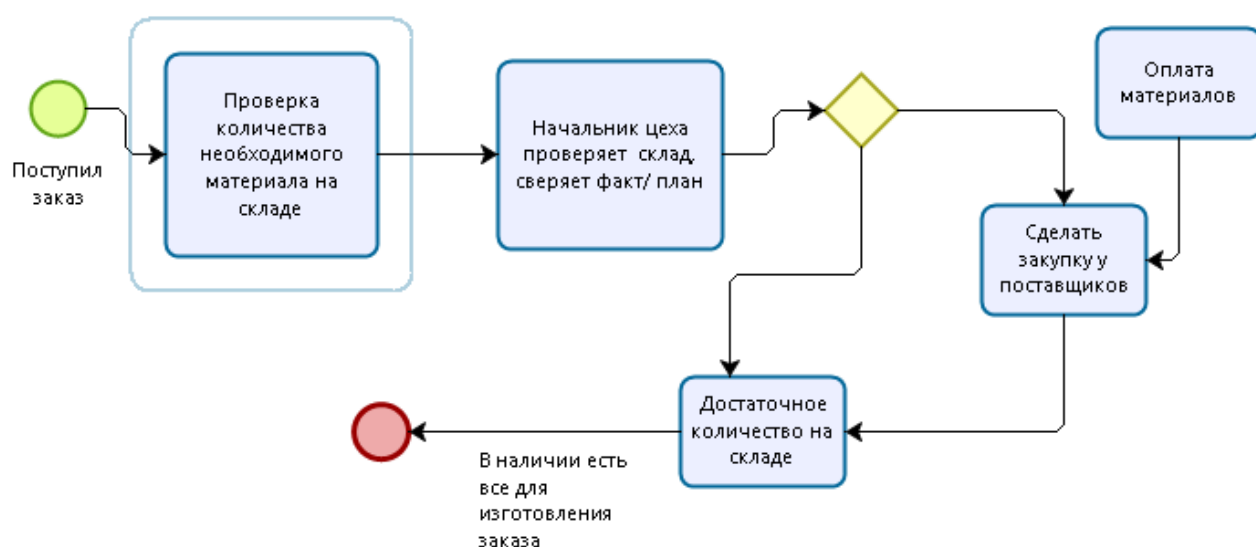 Поступил
заказ
Проверка
количества
необходимого
материала на
складе
Начальник цеха
проверяет склад,
сверяет факт/ план
Оплата
материалов
Сделать
закупку у
поставщиков
Достаточное
количество на
складе
В наличии есть
все для
изготовления
заказа